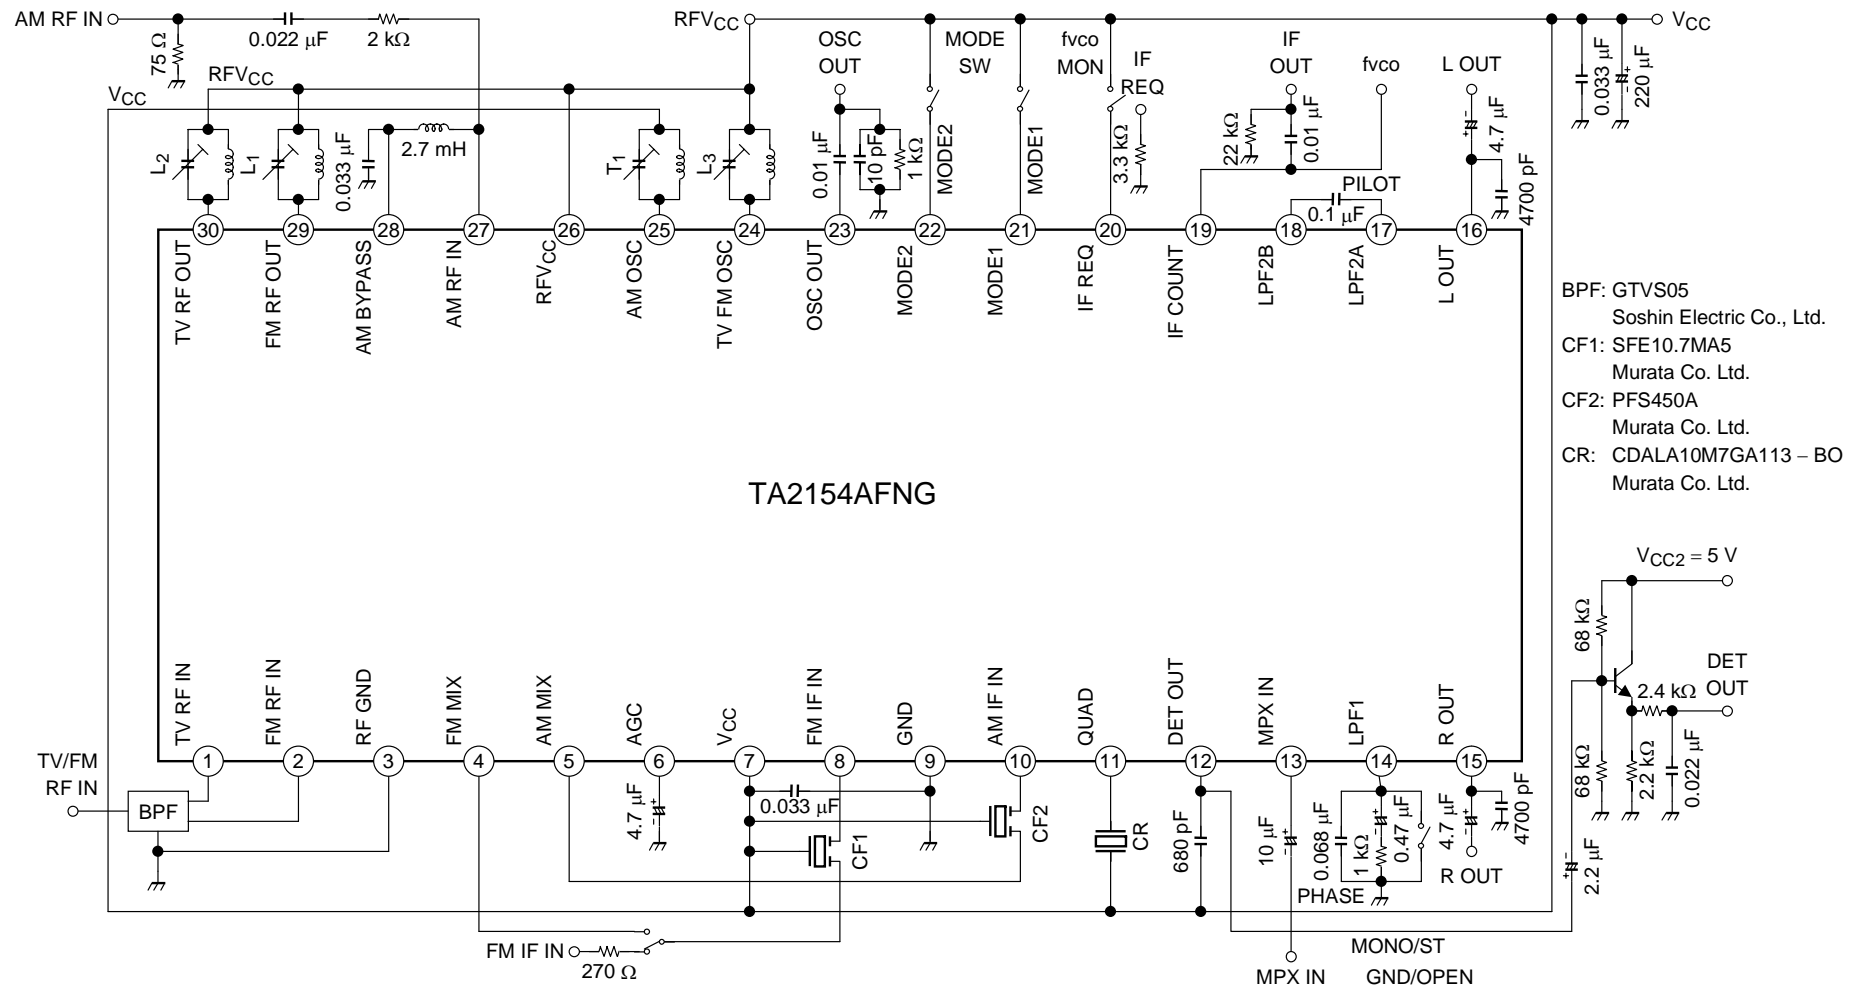 AM RF IN
75 Ω
0.022 μF
2 kΩ
RFVCC
VCC
RFVCC
OSC
OUT
MODE
SW
fvco
MON
IF
REQ
IF
OUT
fvco
L OUT
VCC
0.033 μF
220 μF
L2
L1
0.033 μF
2.7 mH
T1
L3
0.01 μF
10 pF
1 kΩ
MODE2
MODE1
3.3 kΩ
22 kΩ
0.01 μF
PILOT
0.1 μF
4.7 μF
4700 pF
30
29
28
27
26
25
24
23
22
21
20
19
18
17
16
TV RF OUT
FM RF OUT
AM BYPASS
AM RF IN
RFVCC
AM OSC
TV FM OSC
OSC OUT
MODE2
MODE1
IF REQ
IF COUNT
LPF2B
LPF2A
L OUT
BPF: GTVS05
Soshin Electric Co., Ltd.
CF1: SFE10.7MA5
Murata Co. Ltd.
CF2: PFS450A
Murata Co. Ltd.
CR: CDALA10M7GA113 – BO
Murata Co. Ltd.
TA2154AFNG
VCC2 = 5 V
68 kΩ
DET
OUT
2.4 kΩ
68 kΩ
2.2 kΩ
0.022 μF
2.2 μF
TV RF IN
FM RF IN
RF GND
FM MIX
AM MIX
AGC
VCC
FM IF IN
GND
AM IF IN
QUAD
DET OUT
MPX IN
LPF1
R OUT
1
2
3
4
5
6
7
8
9
10
11
12
13
14
15
TV/FM
RF IN
BPF
4.7 μF
0.033 μF
CF1
CF2
CR
680 pF
10 μF
0.068 μF
1 kΩ
0.47 μF
4.7 μF
4700 pF
R OUT
PHASE
FM IF IN
270 Ω
MPX IN
MONO/ST
GND/OPEN